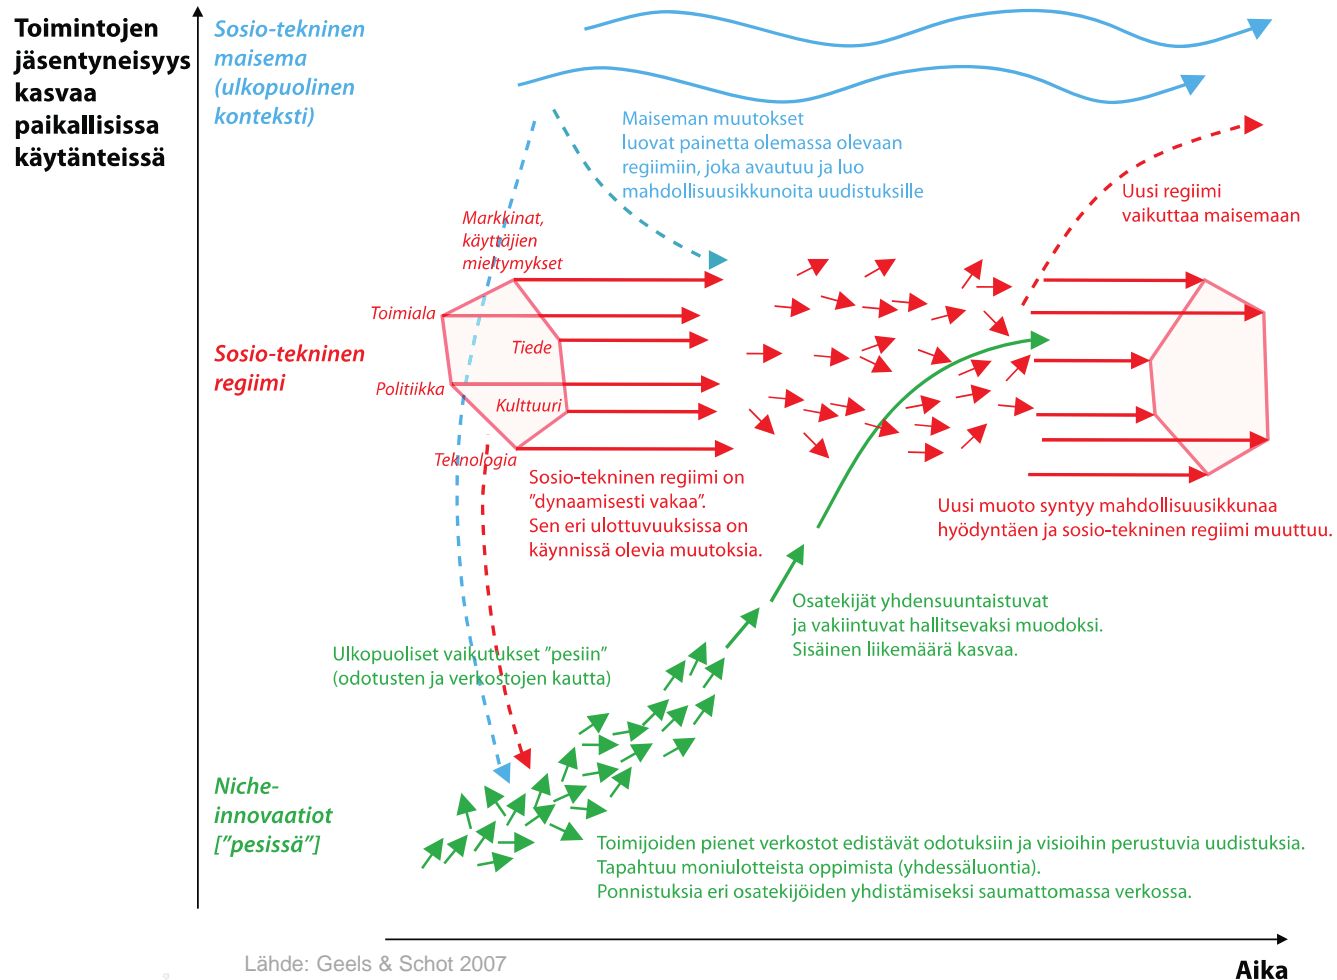 Toimintojen
jäsentyneisyys
kasvaa
paikallisissa
käytänteissä
Sosio-tekninen
maisema
(ulkopuolinen
konteksti)
Maiseman muutokset
luovat painetta olemassa olevaan
regiimiin, joka avautuu ja luo
mahdollisuusikkunoita uudistuksille
Uusi regiimi
vaikuttaa maisemaan
Markkinat,
käyttäjien
mieltymykset
Toimiala
Tiede
Sosio-tekninen
regiimi
Politiikka
Kulttuuri
Teknologia
Sosio-tekninen regiimi on
”dynaamisesti vakaa”.
Sen eri ulottuvuuksissa on
käynnissä olevia muutoksia.
Uusi muoto syntyy mahdollisuusikkunaa
hyödyntäen ja sosio-tekninen regiimi muuttuu.
Osatekijät yhdensuuntaistuvat
ja vakiintuvat hallitsevaksi muodoksi.
Sisäinen liikemäärä kasvaa.
Ulkopuoliset vaikutukset ”pesiin”
(odotusten ja verkostojen kautta)
Niche-
innovaatiot
[”pesissä”]
Toimijoiden pienet verkostot edistävät odotuksiin ja visioihin perustuvia uudistuksia.
Tapahtuu moniulotteista oppimista (yhdessäluontia).
Ponnistuksia eri osatekijöiden yhdistämiseksi saumattomassa verkossa.
Lähde: Geels & Schot 2007
Aika